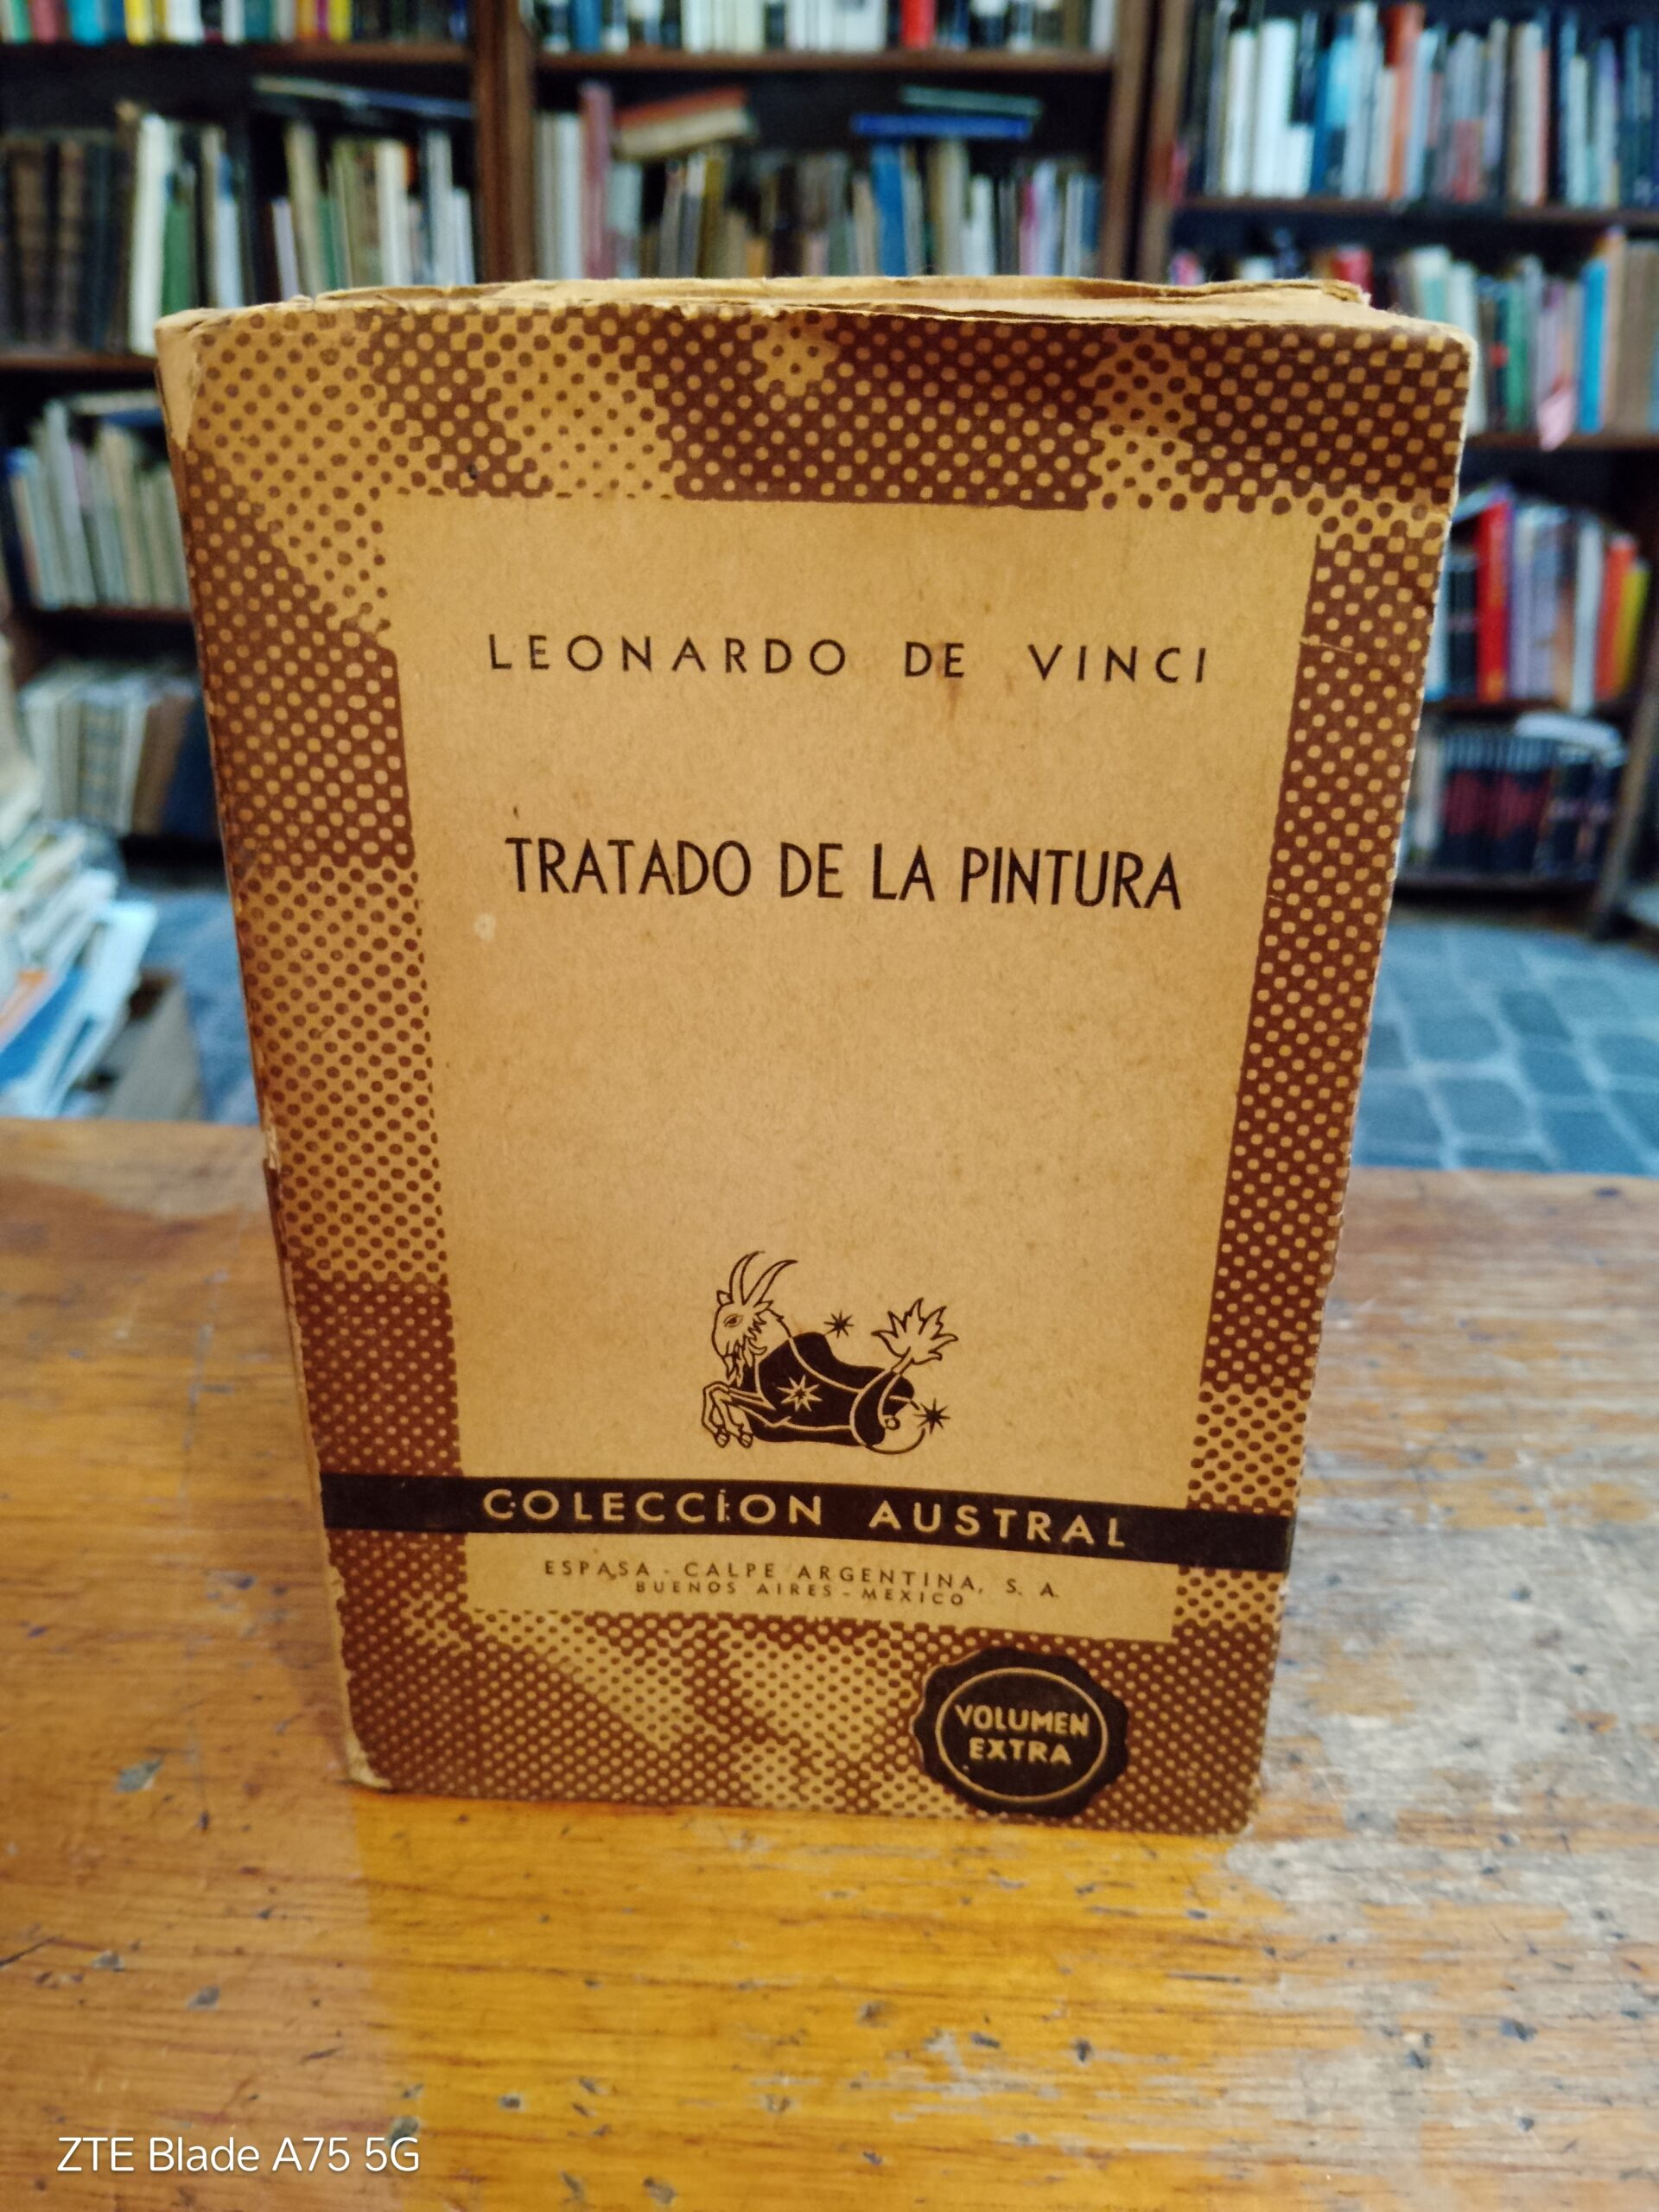 LEONARDO DE VINCI
TRATADO DE LA PINTURA
COLECCION AUSTRAL
ESPASA - CALPE ARGENTINA, S. A.
BUENOS AIRES - MEXICO
VOLUMEN
EXTRA
ZTE Blade A75 5G